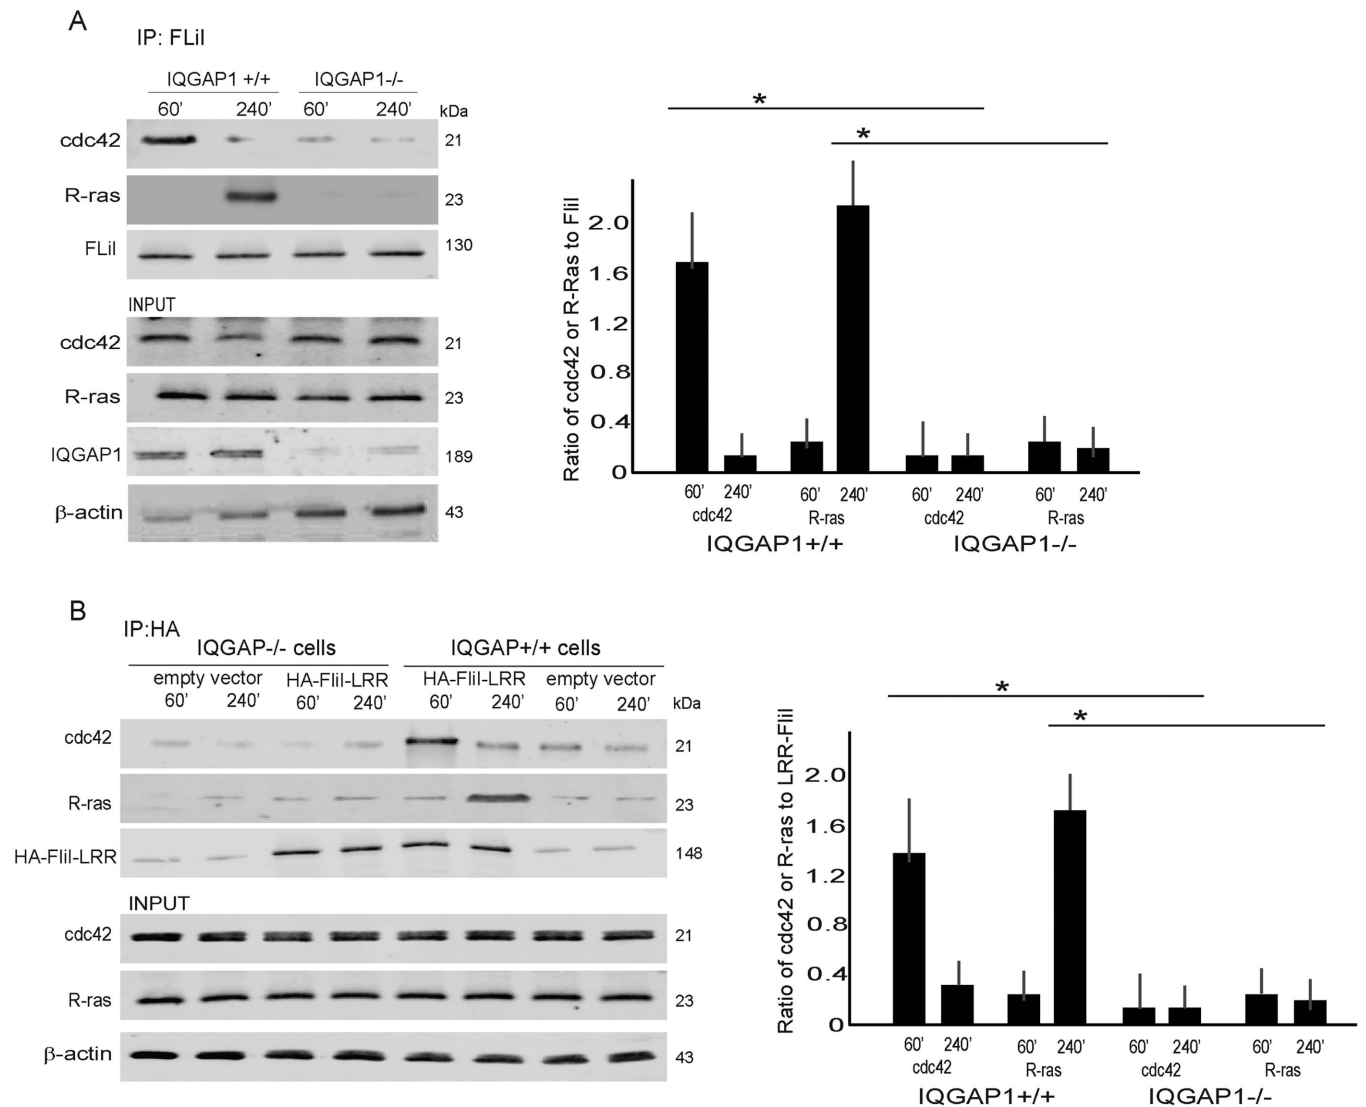 A
IP: FLiI
IQGAP1 +/+ IQGAP1-/-
60' 240' 60' 240' kDa
cdc42 21
R-ras 23
FLiI 130
INPUT
cdc42 21
R-ras 23
IQGAP1 189
β-actin 43
*
*
Ratio of cdc42 or R-Ras to FliI
2.0
1.6
1.2
0.8
0.4
0
60' 240' 60' 240' 60' 240' 60' 240'
cdc42 R-ras cdc42 R-ras
IQGAP1+/+ IQGAP1-/-
B
IP:HA
IQGAP-/- cells IQGAP+/+ cells
empty vector HA-FliI-LRR HA-FliI-LRR empty vector
60' 240' 60' 240' 60' 240' 60' 240' kDa
cdc42 21
R-ras 23
HA-FliI-LRR 148
INPUT
cdc42 21
R-ras 23
β-actin 43
*
*
Ratio of cdc42 or R-ras to LRR-FliI
2.0
1.6
1.2
0.8
0.4
0
60' 240' 60' 240' 60' 240' 60' 240'
cdc42 R-ras cdc42 R-ras
IQGAP1+/+ IQGAP1-/-